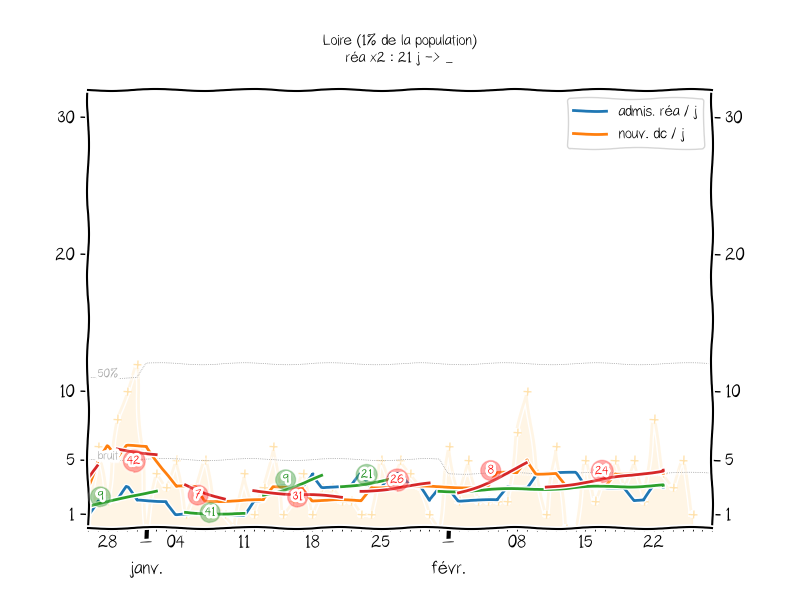 Loire (1% de la population)
réa x2 : 21 j -> _
admis. réa / j
nouv. dc / j
30 30
20 20
50%
10 10
bruit
5 5
1 1
9 42 7 41 9 31 21 26 8 24
28 04 11 18 25 08 15 22
janv. févr.